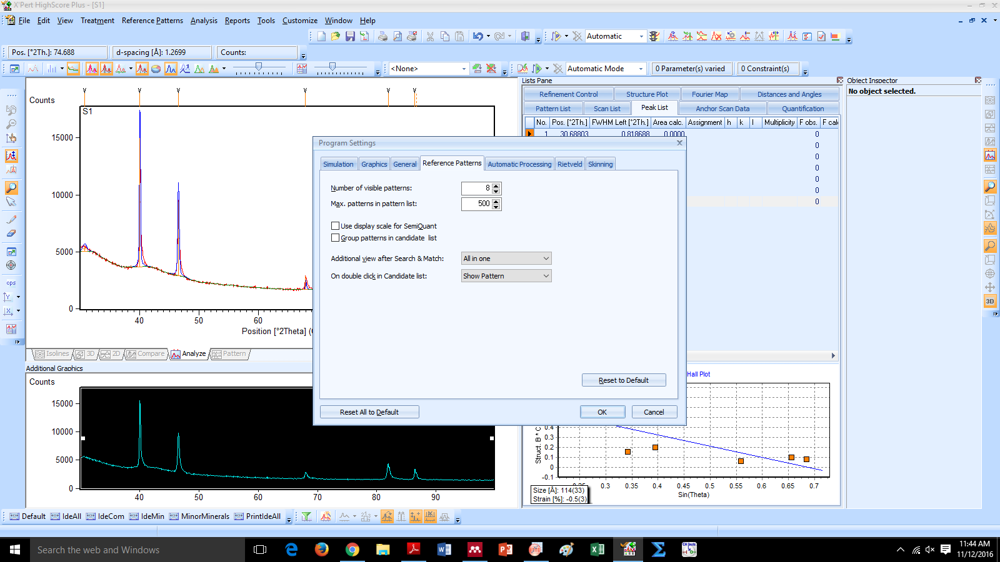 X'Pert HighScore Plus - [S1]
File Edit View Treatment Reference Patterns Analysis Reports Tools Customize Window Help
Automatic
Pos. [°2Th.]: 74.688 d-spacing [Å]: 1.2699 Counts:
<None> Automatic Mode 0 Parameter(s) varied 0 Constraint(s)
Counts
S1
15000
10000
5000
0
40 50 60
Position [°2Theta] (
Isolines 3D 2D Compare Analyze Pattern
Additional Graphics
Counts
15000
10000
5000
0
40 50 60 70 80 90
Lists Pane
Refinement Control Structure Plot Fourier Map Distances and Angles
Pattern List Scan List Peak List Anchor Scan Data Quantification
No. Pos. [°2Th.] FWHM Left [°2Th.] Area calc. Assignment h k l Multiplicity F obs. F calc
1 30.68803 0.818688 0.0000 0
0
0
0
0
0
0
Object Inspector
No object selected.
Program Settings
Simulation Graphics General Reference Patterns Automatic Processing Rietveld Skinning
Number of visible patterns: 8
Max. patterns in pattern list: 500
Use display scale for SemiQuant
Group patterns in candidate list
Additional view after Search & Match: All in one
On double click in Candidate list: Show Pattern
Reset to Default
Reset All to Default OK Cancel
Hall Plot
Struct. B * C
0.4
0.3
0.2
0.1
0
-0.1
0.25 0.3 0.35 0.4 0.45 0.5 0.55 0.6 0.65 0.7
Sin(Theta)
Size [Å]: 114(33)
Strain [%]: -0.5(3)
cps
Y
X
3D
Default IdeAll IdeCom IdeMin MinorMinerals PrintIdeAll
Search the web and Windows
CH Instr.
11:44 AM
11/12/2016